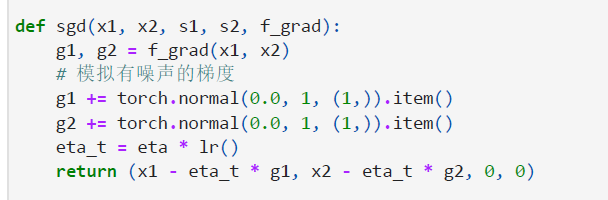 def sgd(x1, x2, s1, s2, f_grad):
    g1, g2 = f_grad(x1, x2)
    # 模拟有噪声的梯度
    g1 += torch.normal(0.0, 1, (1,)).item()
    g2 += torch.normal(0.0, 1, (1,)).item()
    eta_t = eta * lr()
    return (x1 - eta_t * g1, x2 - eta_t * g2, 0, 0)